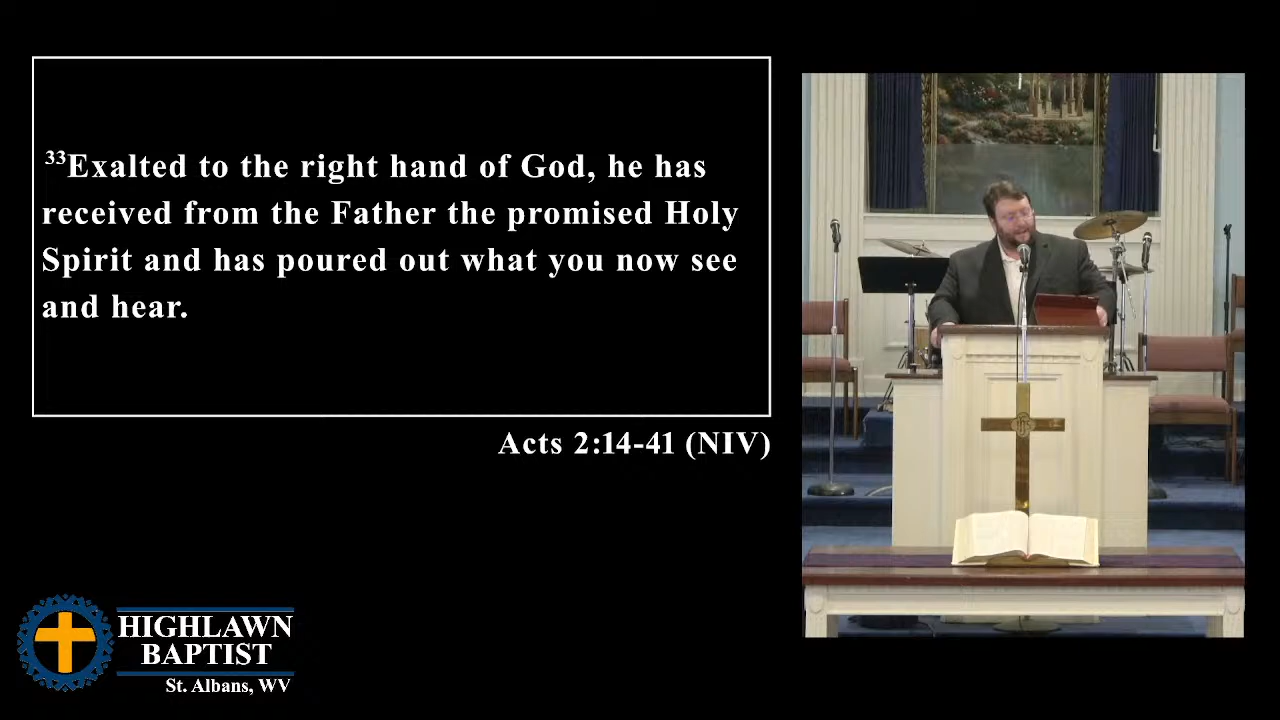 ³³Exalted to the right hand of God, he has
received from the Father the promised Holy
Spirit and has poured out what you now see
and hear.
Acts 2:14-41 (NIV)
HIGHLAWN
BAPTIST
St. Albans, WV